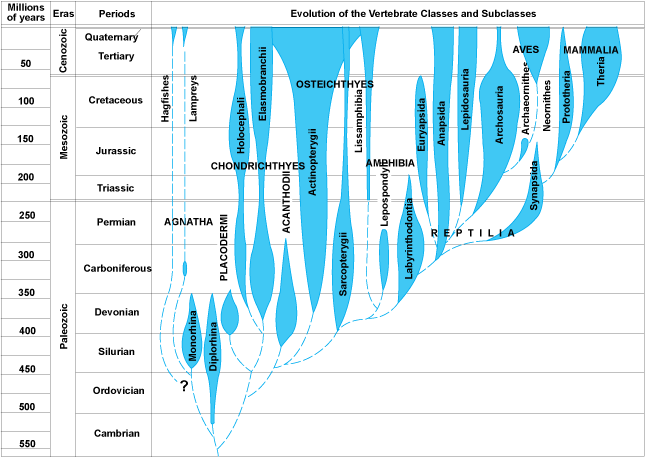 Millions of years
Eras
Periods
Evolution of the Vertebrate Classes and Subclasses
50
100
150
200
250
300
350
400
450
500
550
Cenozoic
Mesozoic
Paleozoic
Quaternary
Tertiary
Cretaceous
Jurassic
Triassic
Permian
Carboniferous
Devonian
Silurian
Ordovician
Cambrian
Hagfishes
Lampreys
AGNATHA
?
Monorhina
Diplorhina
PLACODERMI
Holocephali
Elasmobranchii
CHONDRICHTHYES
ACANTHODII
OSTEICHTHYES
Actinopterygii
Sarcopterygii
Lissamphibia
AMPHIBIA
Lepospondyli
Labyrinthodontia
Euryapsida
Anapsida
Lepidosauria
Archosauria
REPTILIA
Synapsida
AVES
Archaeornithes
Neornithes
MAMMALIA
Prototheria
Theria